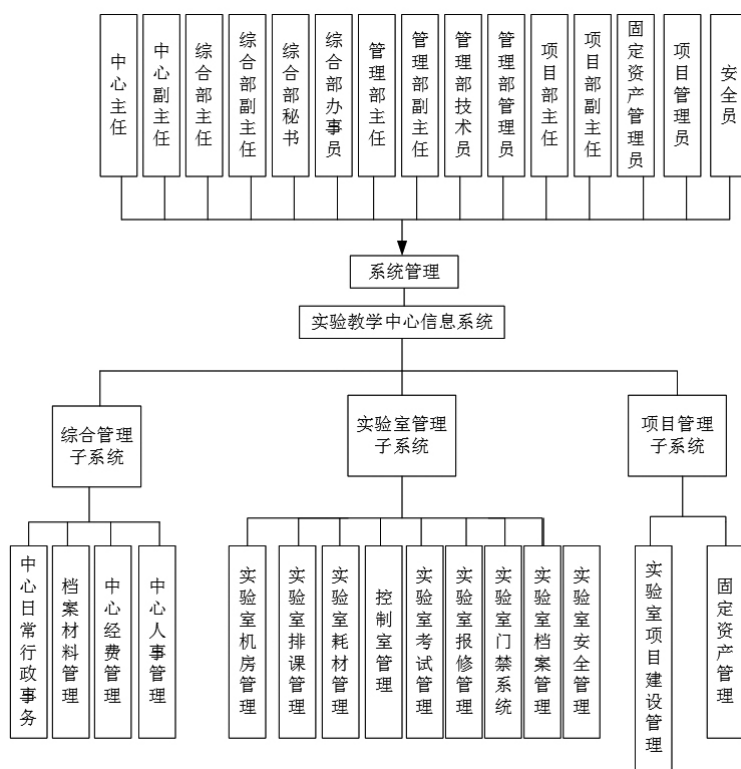 中心主任
中心副主任
综合部主任
综合部副主任
综合部秘书
综合部办事员
管理部主任
管理部副主任
管理部技术员
管理部管理员
项目部主任
项目部副主任
固定资产管理员
项目管理员
安全员
系统管理
实验教学中心信息系统
综合管理
子系统
实验室管理
子系统
项目管理
子系统
中心日常行政事务
档案材料管理
中心经费管理
中心人事管理
实验室机房管理
实验室排课管理
实验室耗材管理
控制室管理
实验室考试管理
实验室报修管理
实验室门禁系统
实验室档案管理
实验室安全管理
实验室项目建设管理
固定资产管理